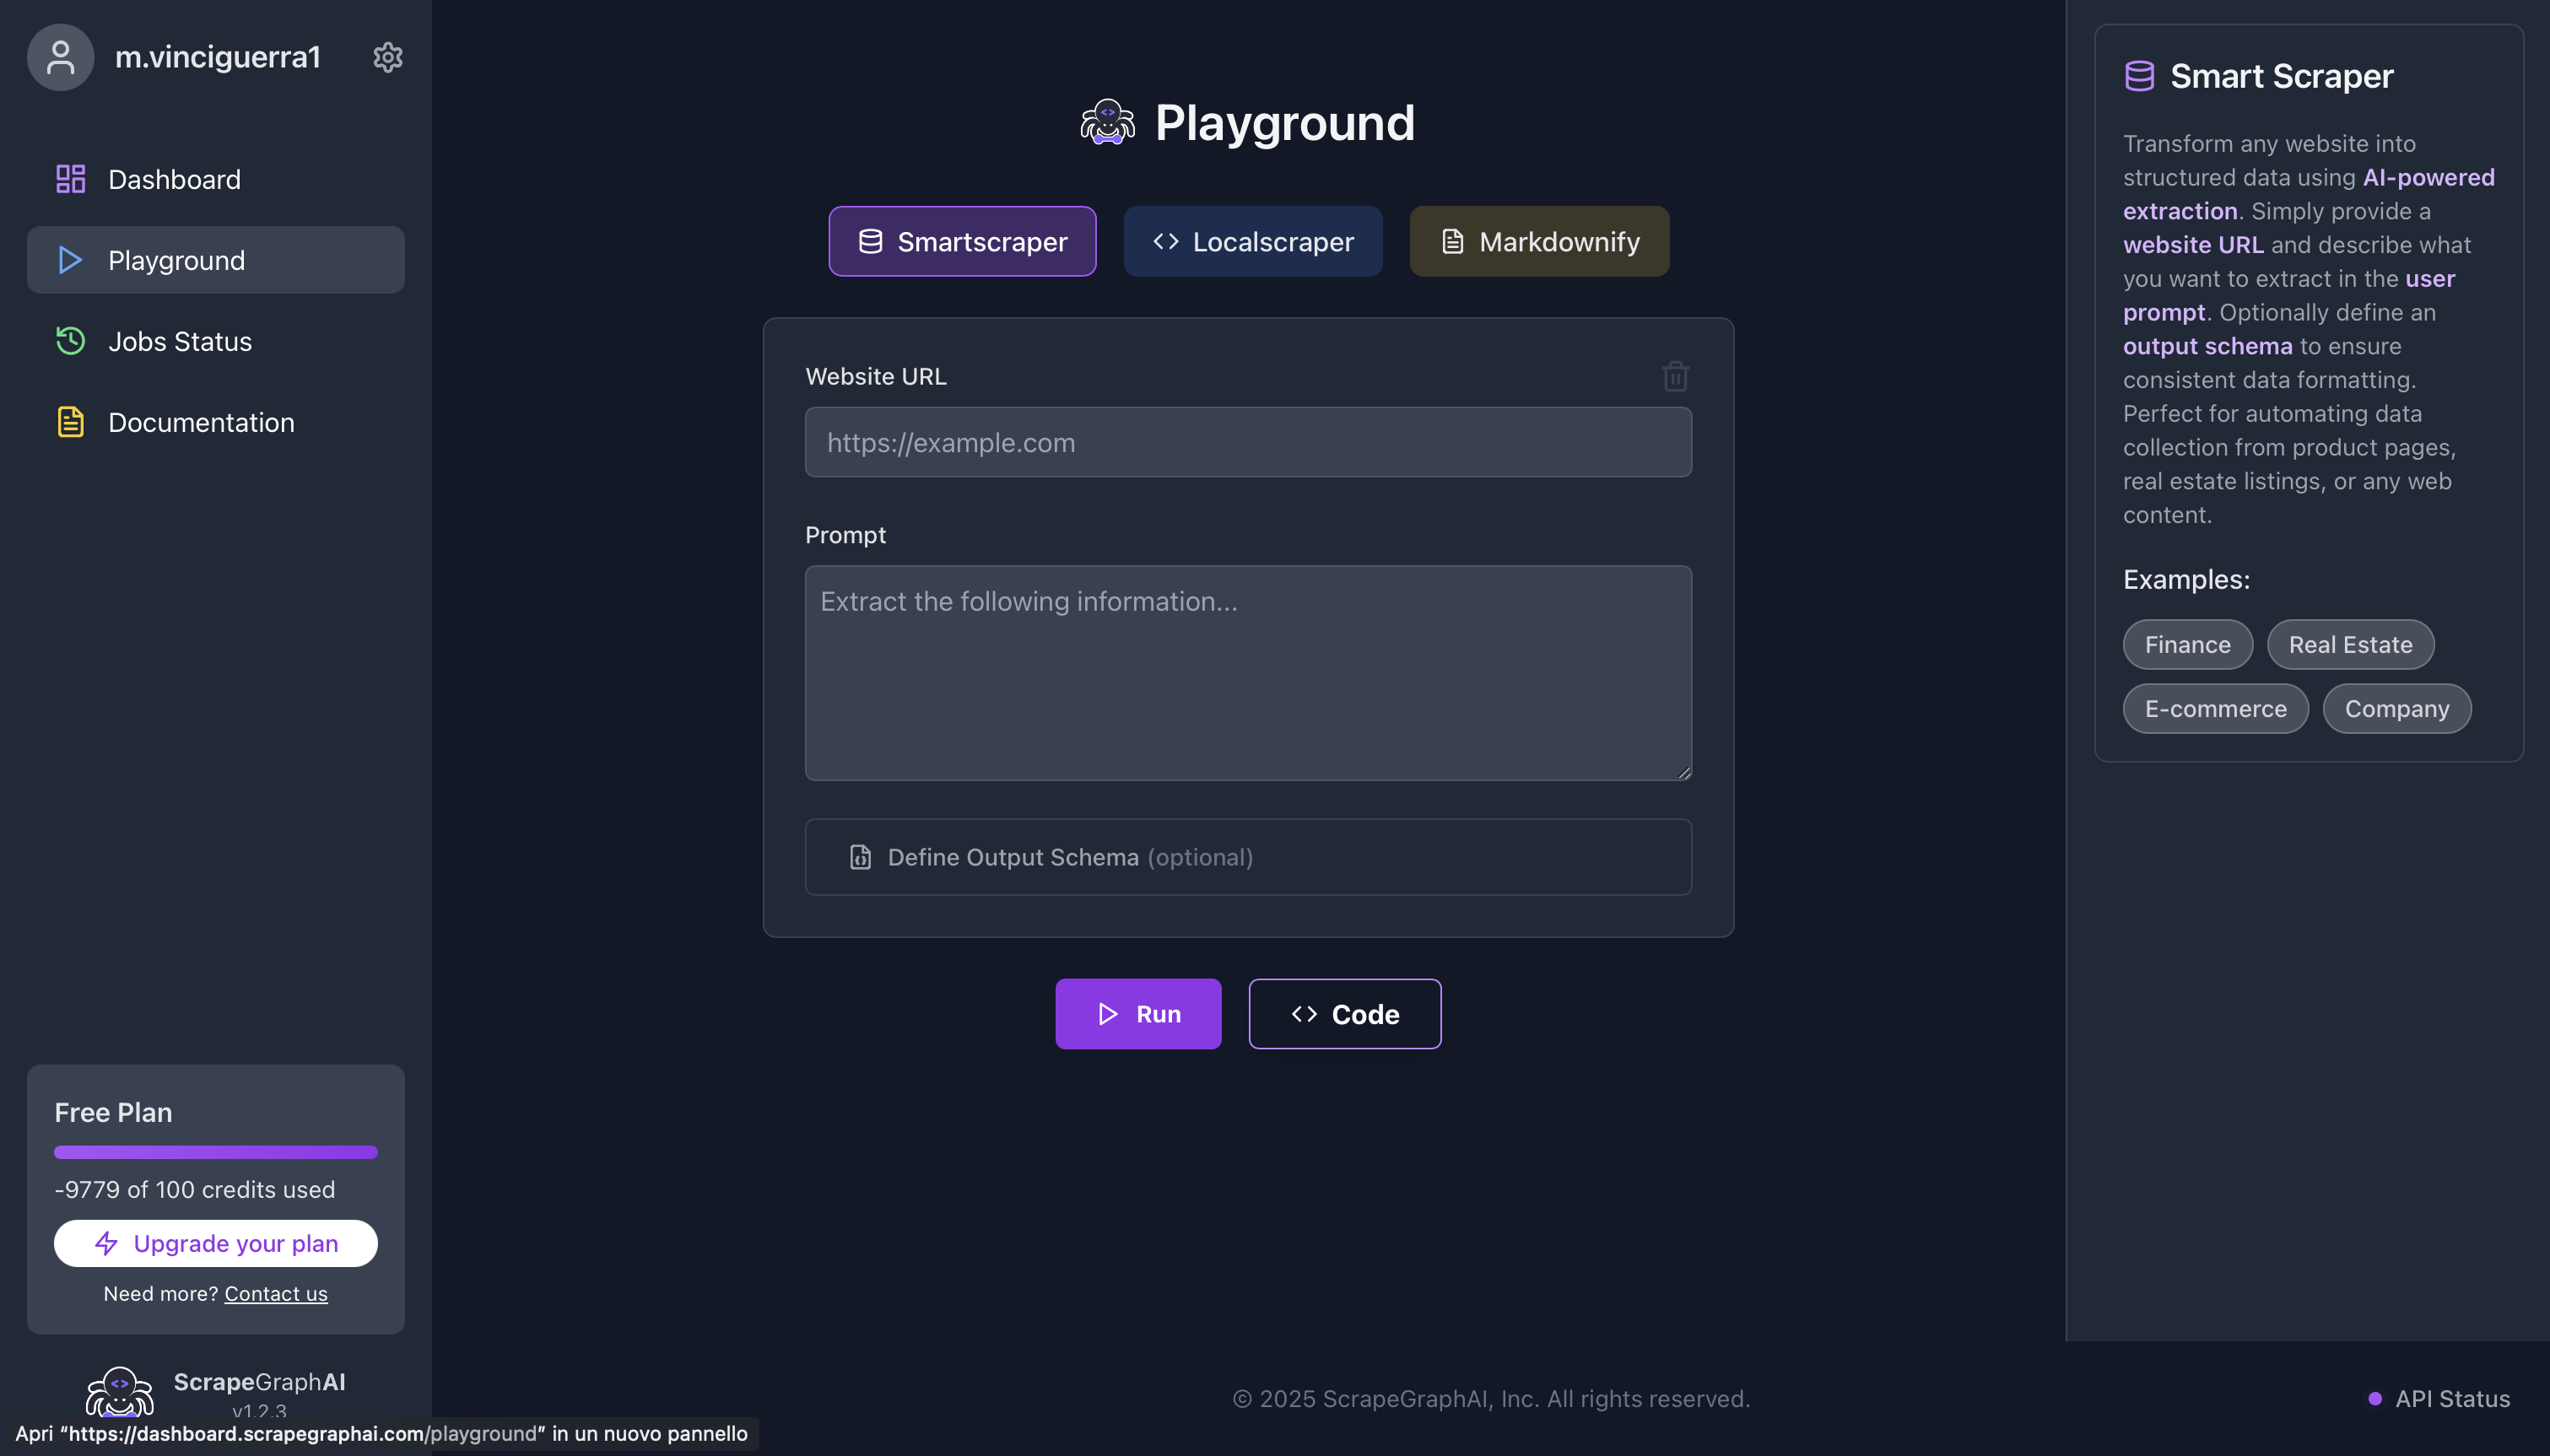 m.vinciguerra1
Dashboard
Playground
Jobs Status
Documentation
Free Plan
-9779 of 100 credits used
Upgrade your plan
Need more? Contact us
ScrapeGraphAI
v1.2.3
Apri “https://dashboard.scrapegraphai.com/playground” in un nuovo pannello
Playground
Smartscraper
Localscraper
Markdownify
Website URL
https://example.com
Prompt
Extract the following information...
Define Output Schema (optional)
Run
Code
© 2025 ScrapeGraphAI, Inc. All rights reserved.
Smart Scraper
Transform any website into
structured data using AI-powered
extraction. Simply provide a
website URL and describe what
you want to extract in the user
prompt. Optionally define an
output schema to ensure
consistent data formatting.
Perfect for automating data
collection from product pages,
real estate listings, or any web
content.
Examples:
Finance
Real Estate
E-commerce
Company
API Status